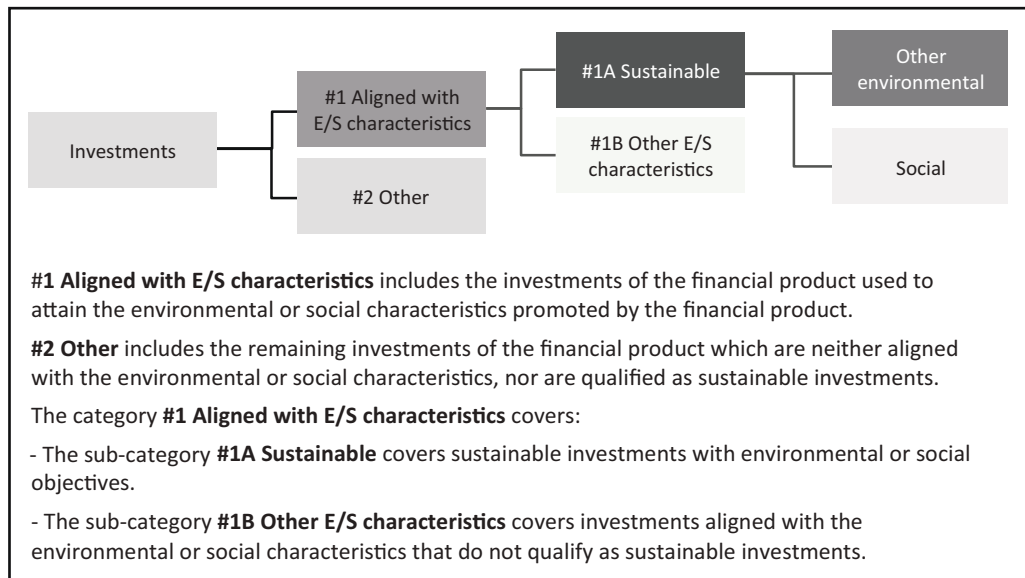 Investments
#1 Aligned with
E/S characteristics
#2 Other
#1A Sustainable
#1B Other E/S
characteristics
Other
environmental
Social
#1 Aligned with E/S characteristics includes the investments of the financial product used to
attain the environmental or social characteristics promoted by the financial product.
#2 Other includes the remaining investments of the financial product which are neither aligned
with the environmental or social characteristics, nor are qualified as sustainable investments.
The category #1 Aligned with E/S characteristics covers:
- The sub-category #1A Sustainable covers sustainable investments with environmental or social
objectives.
- The sub-category #1B Other E/S characteristics covers investments aligned with the
environmental or social characteristics that do not qualify as sustainable investments.